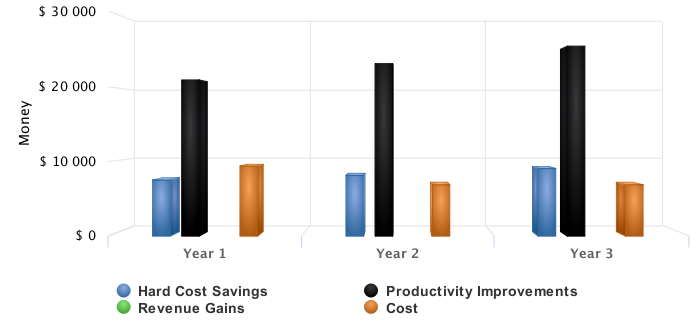 $ 30 000
$ 20 000
$ 10 000
$ 0
Money
Year 1
Year 2
Year 3
Hard Cost Savings
Productivity Improvements
Revenue Gains
Cost